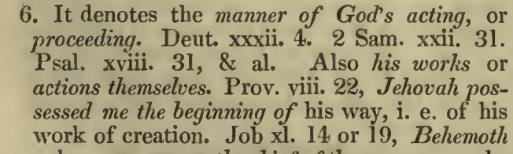 6. It denotes the manner of God's acting, or
proceeding. Deut. xxxii. 4. 2 Sam. xxii. 31.
Psal. xviii. 31, & al. Also his works or
actions themselves. Prov. viii. 22, Jehovah pos-
sessed me the beginning of his way, i. e. of his
work of creation. Job xl. 14 or 19, Behemoth